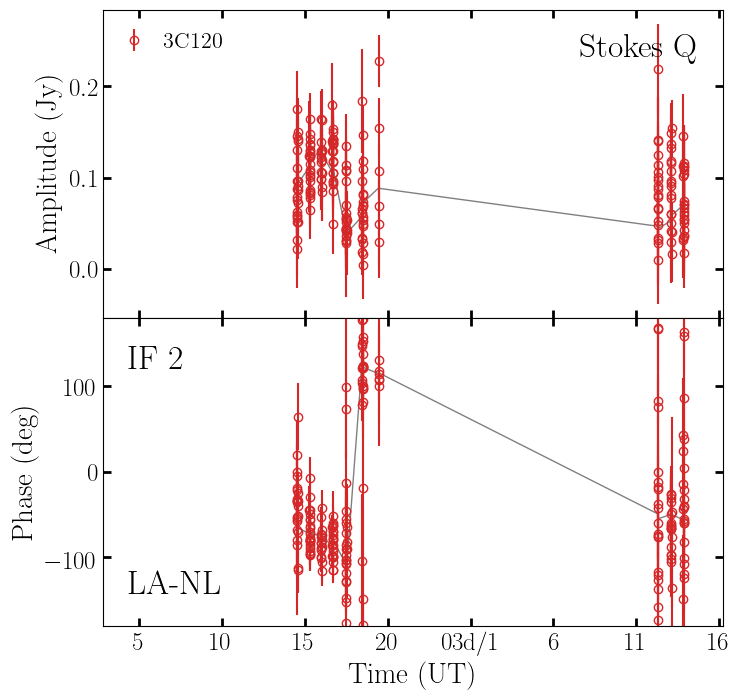 3C120
Stokes Q
0.2
0.1
0.0
Amplitude (Jy)
IF 2
100
0
−100
Phase (deg)
LA-NL
5 10 15 20 03d/1 6 11 16
Time (UT)